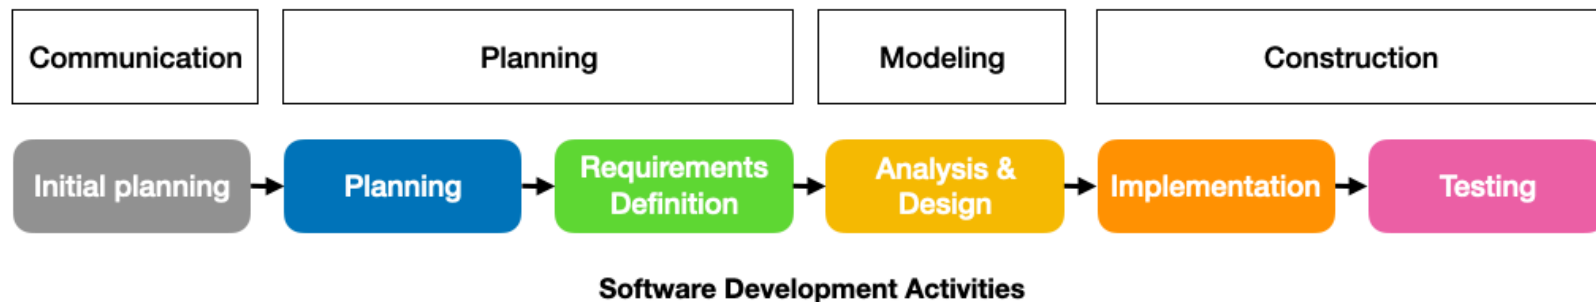 Communication
Planning
Modeling
Construction
Initial planning
Planning
Requirements
Definition
Analysis &
Design
Implementation
Testing
Software Development Activities